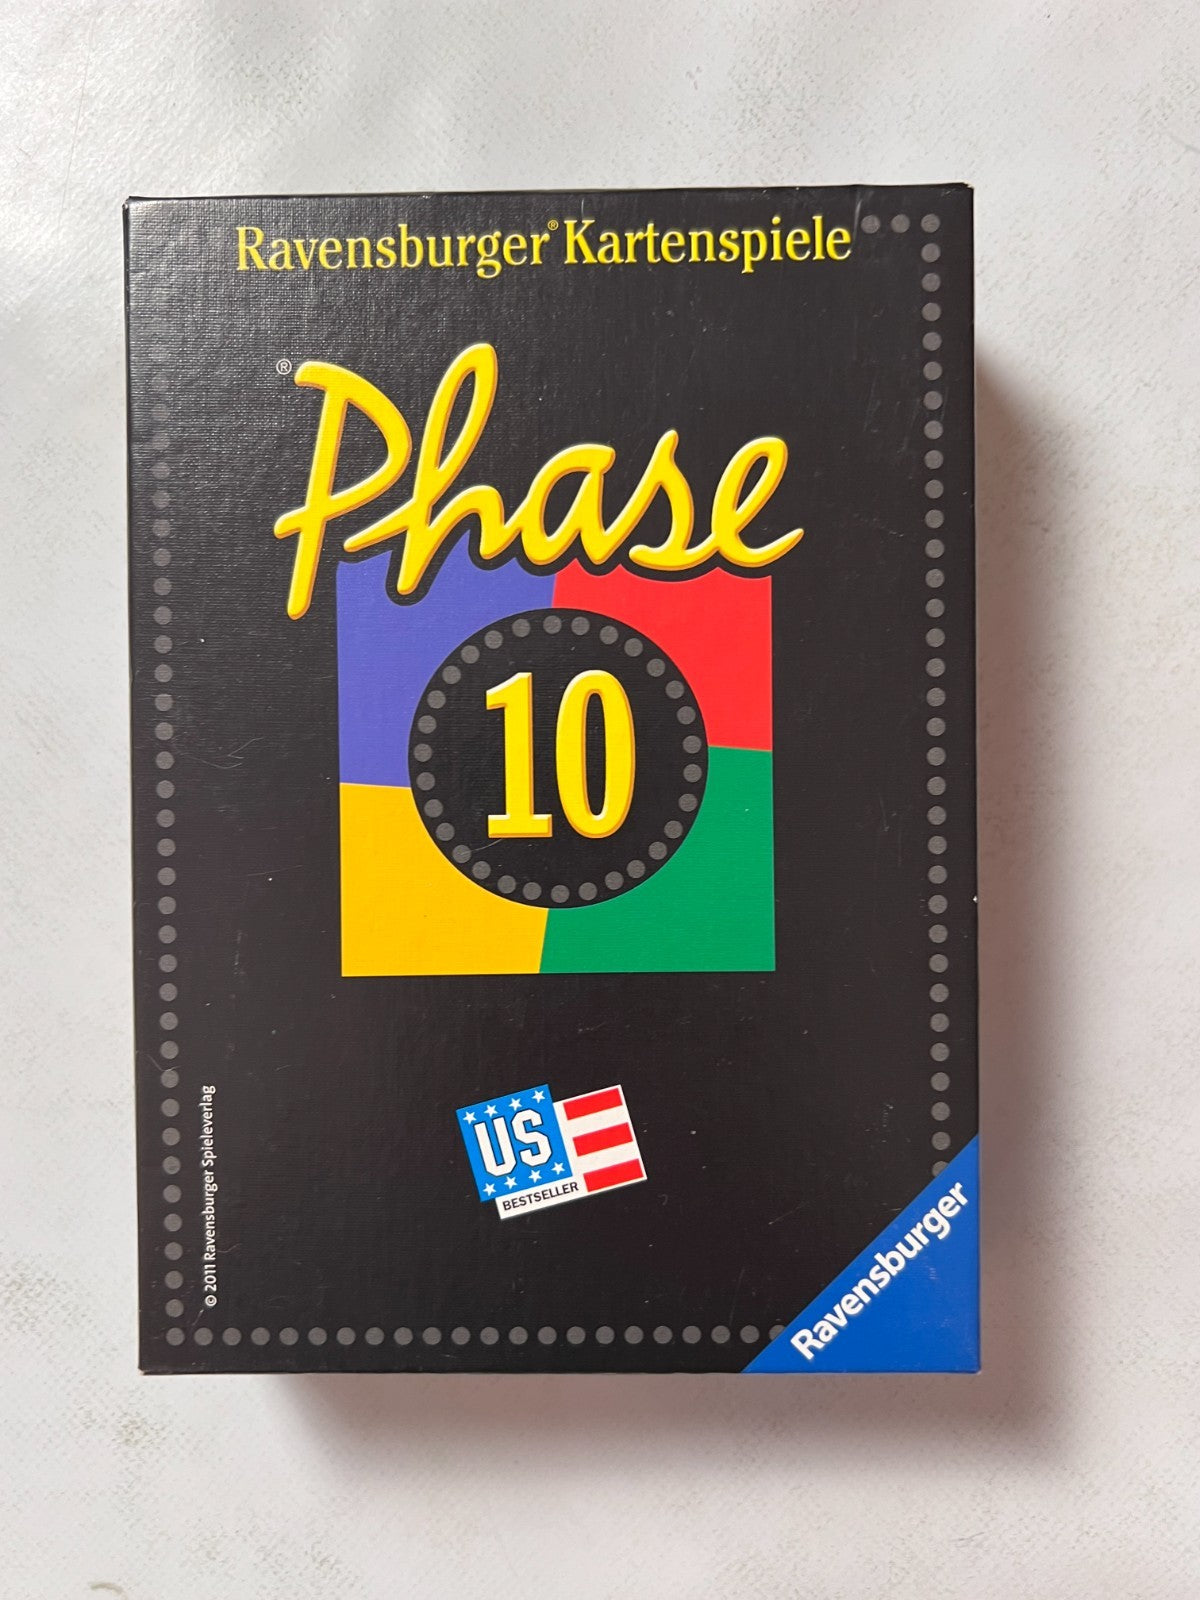 Ravensburger® Kartenspiele
® Phase
10
US
BESTSELLER
© 2011 Ravensburger Spieleverlag
Ravensburger